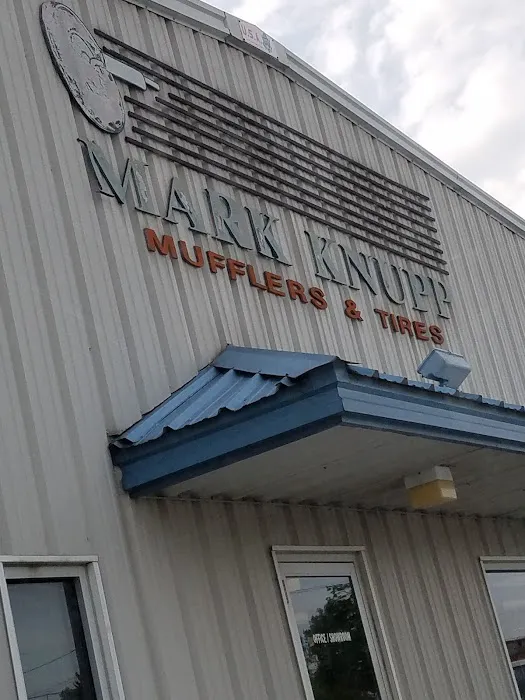 U.S.A.
MARK KNUPP
MUFFLERS & TIRES
OFFICE / SHOWROOM